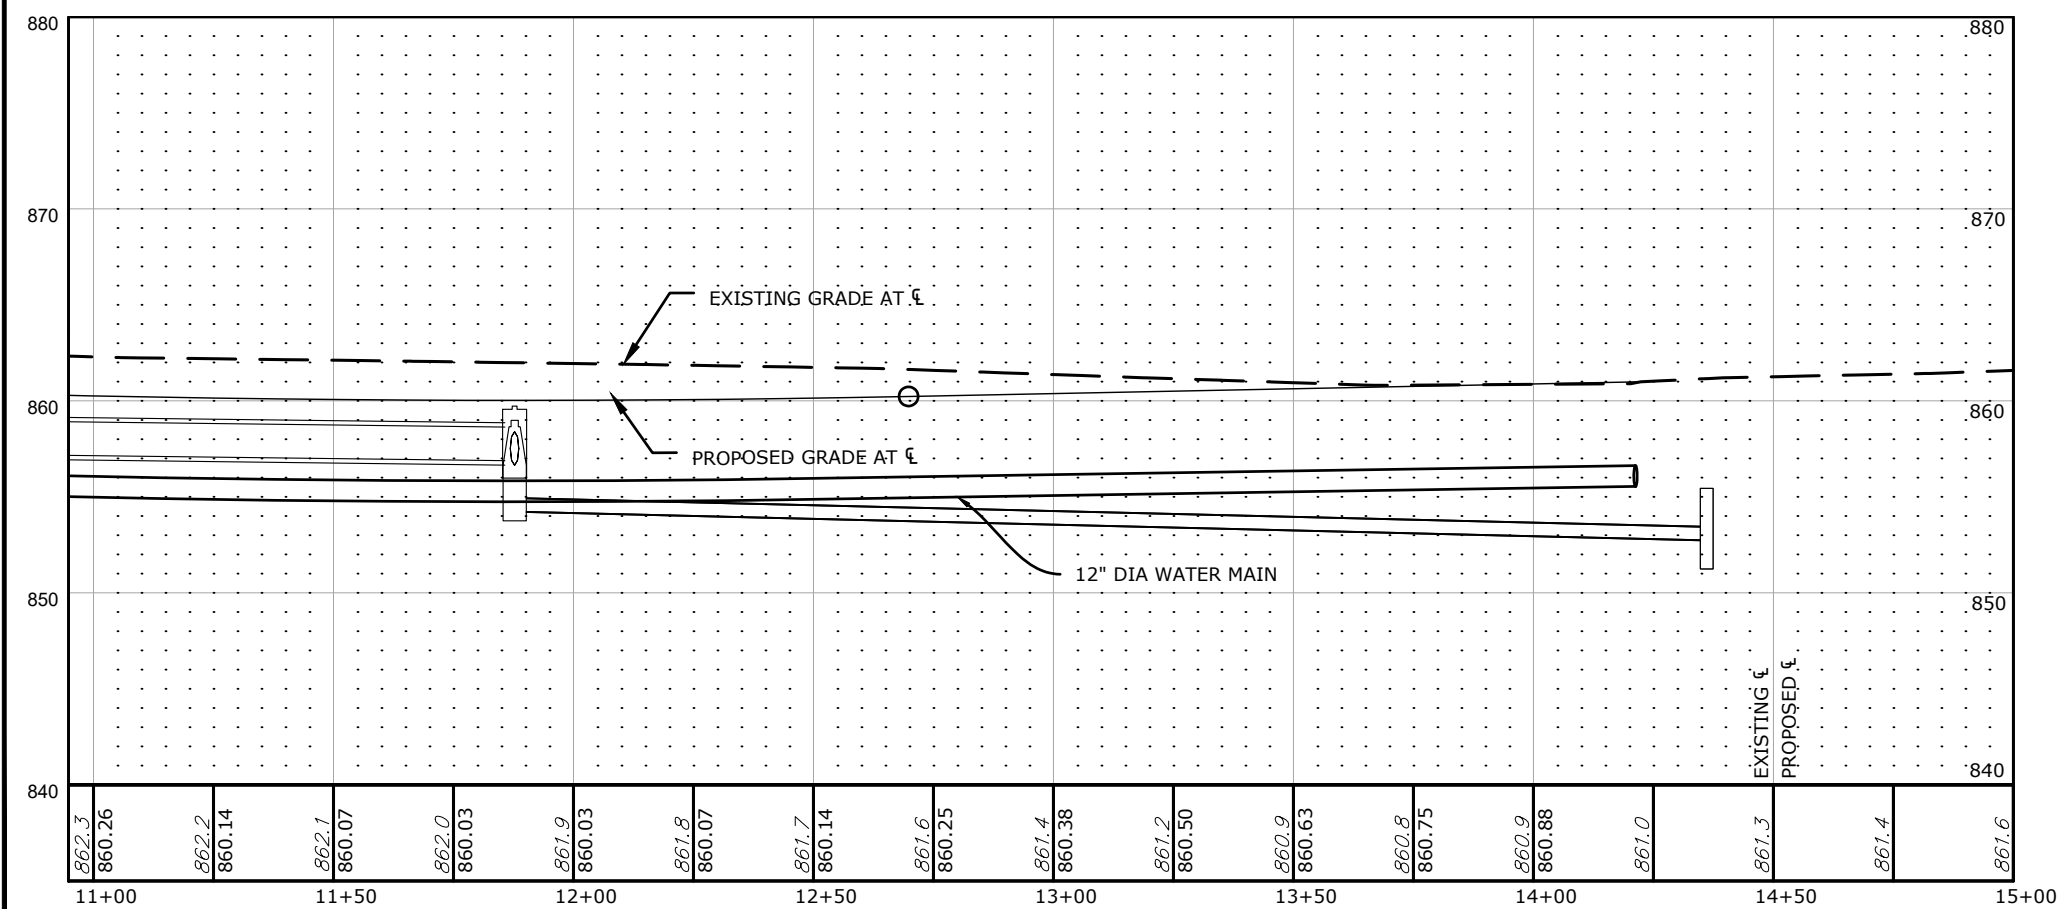 880 880
870 870
EXISTING GRADE AT ℄
860 860
PROPOSED GRADE AT ℄
12" DIA WATER MAIN
850 850
EXISTING ℄
PROPOSED ℄
840 840
862.3 860.26 862.2 860.14 862.1 860.07 862.0 860.03 861.9 860.03 861.8 860.07 861.7 860.14 861.6 860.25 861.4 860.38 861.2 860.50 860.9 860.63 860.8 860.75 860.9 860.88 861.0 861.3 861.4 861.6
11+00 11+50 12+00 12+50 13+00 13+50 14+00 14+50 15+00